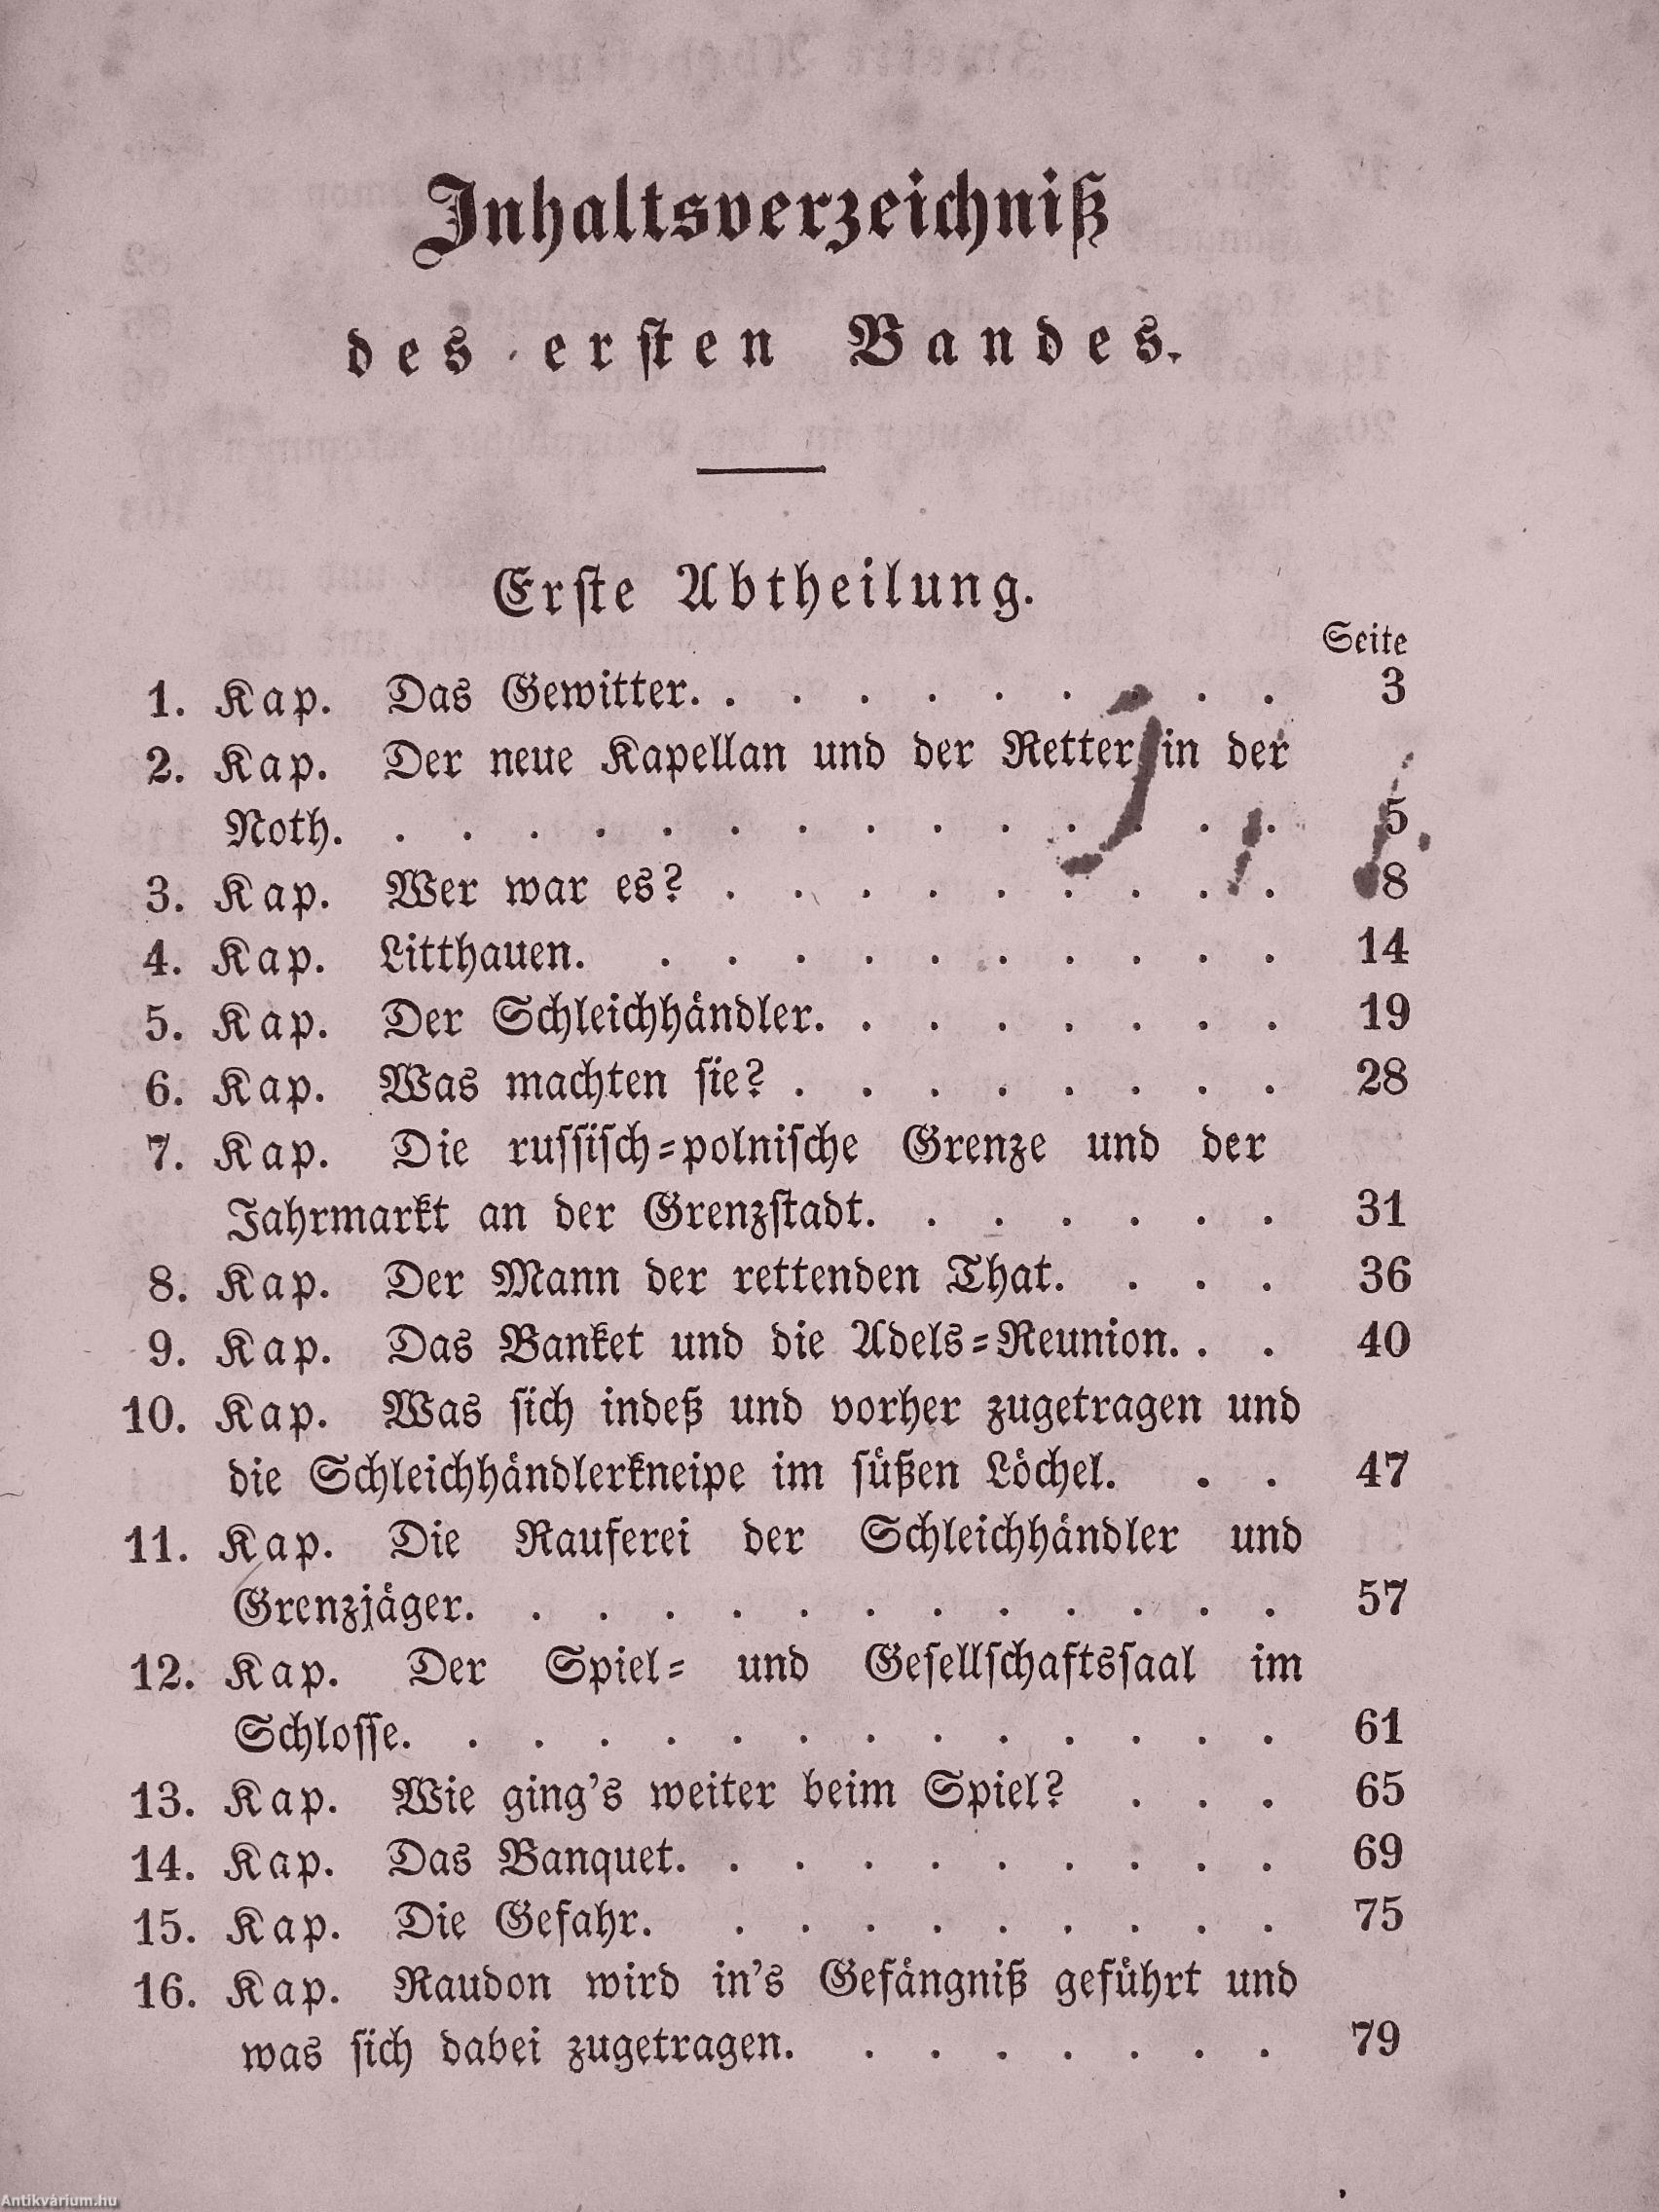 Inhaltsverzeichniß
des ersten Bandes.
Erste Abtheilung.
Seite
1. Kap. Das Gewitter. . . . . . . . . . 3
2. Kap. Der neue Kapellan und der Retter in der
Noth. . . . . . . . . . . . . . . 5
3. Kap. Wer war es? . . . . . . . . . 8
4. Kap. Litthauen. . . . . . . . . . . 14
5. Kap. Der Schleichhändler. . . . . . . . 19
6. Kap. Was machten sie? . . . . . . . . 28
7. Kap. Die russisch=polnische Grenze und der
Jahrmarkt an der Grenzstadt. . . . . . . 31
8. Kap. Der Mann der rettenden That. . . . 36
9. Kap. Das Banket und die Adels=Reunion. . . 40
10. Kap. Was sich indeß und vorher zugetragen und
die Schleichhändlerkneipe im süßen Löchel. . . 47
11. Kap. Die Rauferei der Schleichhändler und
Grenzjäger. . . . . . . . . . . . . 57
12. Kap. Der Spiel= und Gesellschaftssaal im
Schlosse. . . . . . . . . . . . . . 61
13. Kap. Wie ging's weiter beim Spiel? . . . 65
14. Kap. Das Banquet. . . . . . . . . . 69
15. Kap. Die Gefahr. . . . . . . . . . 75
16. Kap. Raudon wird in's Gefängniß geführt und
was sich dabei zugetragen. . . . . . . . 79
Antikvárium.hu